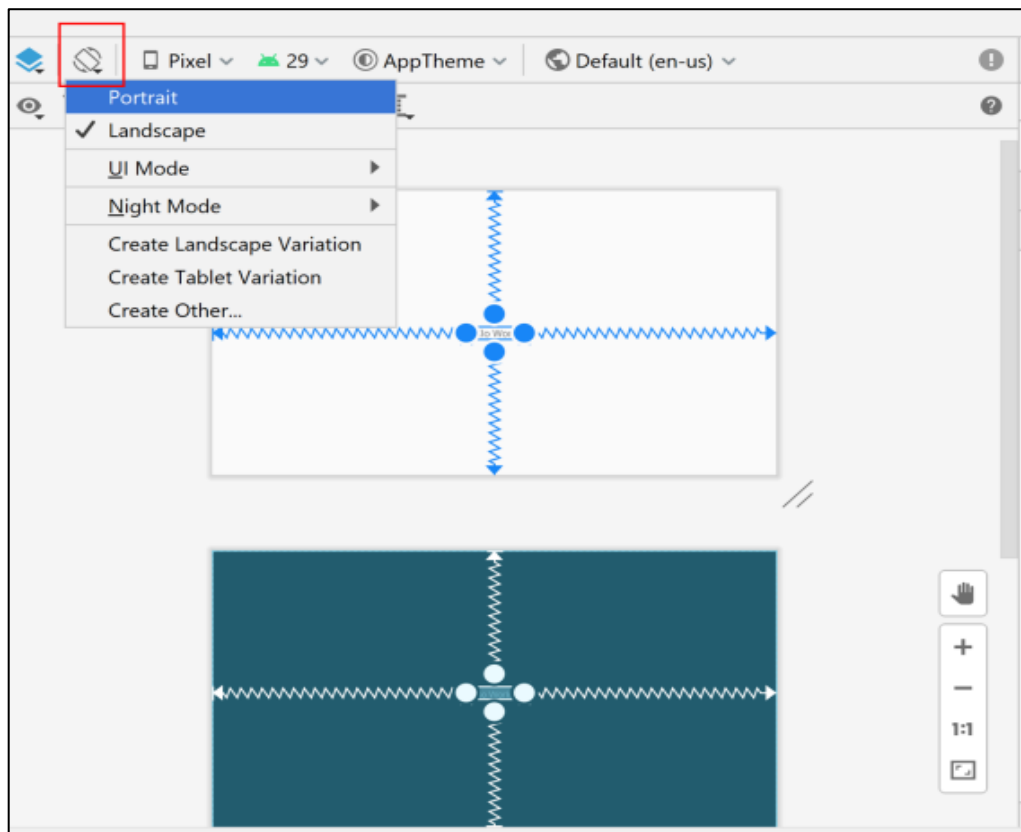 Pixel 29 AppTheme Default (en-us)
Portrait
Landscape
UI Mode
Night Mode
Create Landscape Variation
Create Tablet Variation
Create Other...
1:1